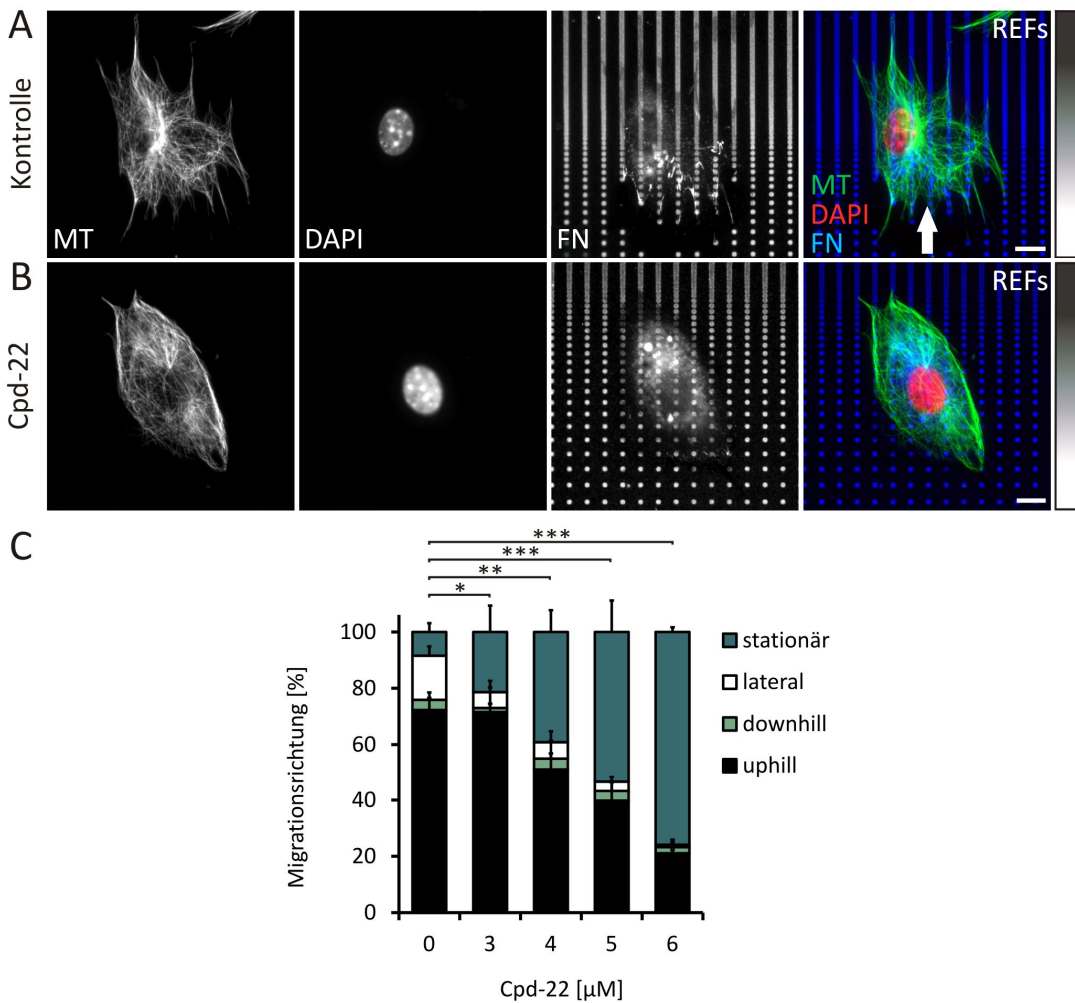 A
Kontrolle
MT
DAPI
FN
REFs
MT
DAPI
FN
B
Cpd-22
REFs
C
***
***
**
*
Migrationsrichtung [%]
100
80
60
40
20
0
0 3 4 5 6
Cpd-22 [µM]
stationär
lateral
downhill
uphill